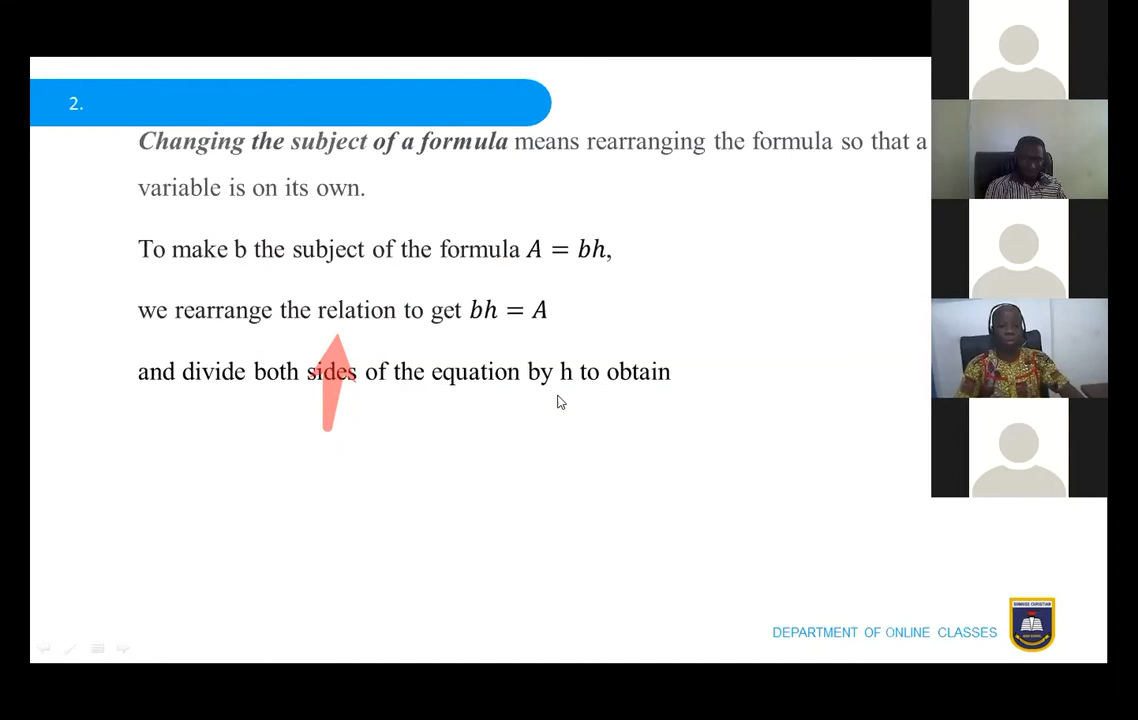 2.
Changing the subject of a formula means rearranging the formula so that a
variable is on its own.
To make b the subject of the formula A = bh,
we rearrange the relation to get bh = A
and divide both sides of the equation by h to obtain
DEPARTMENT OF ONLINE CLASSES